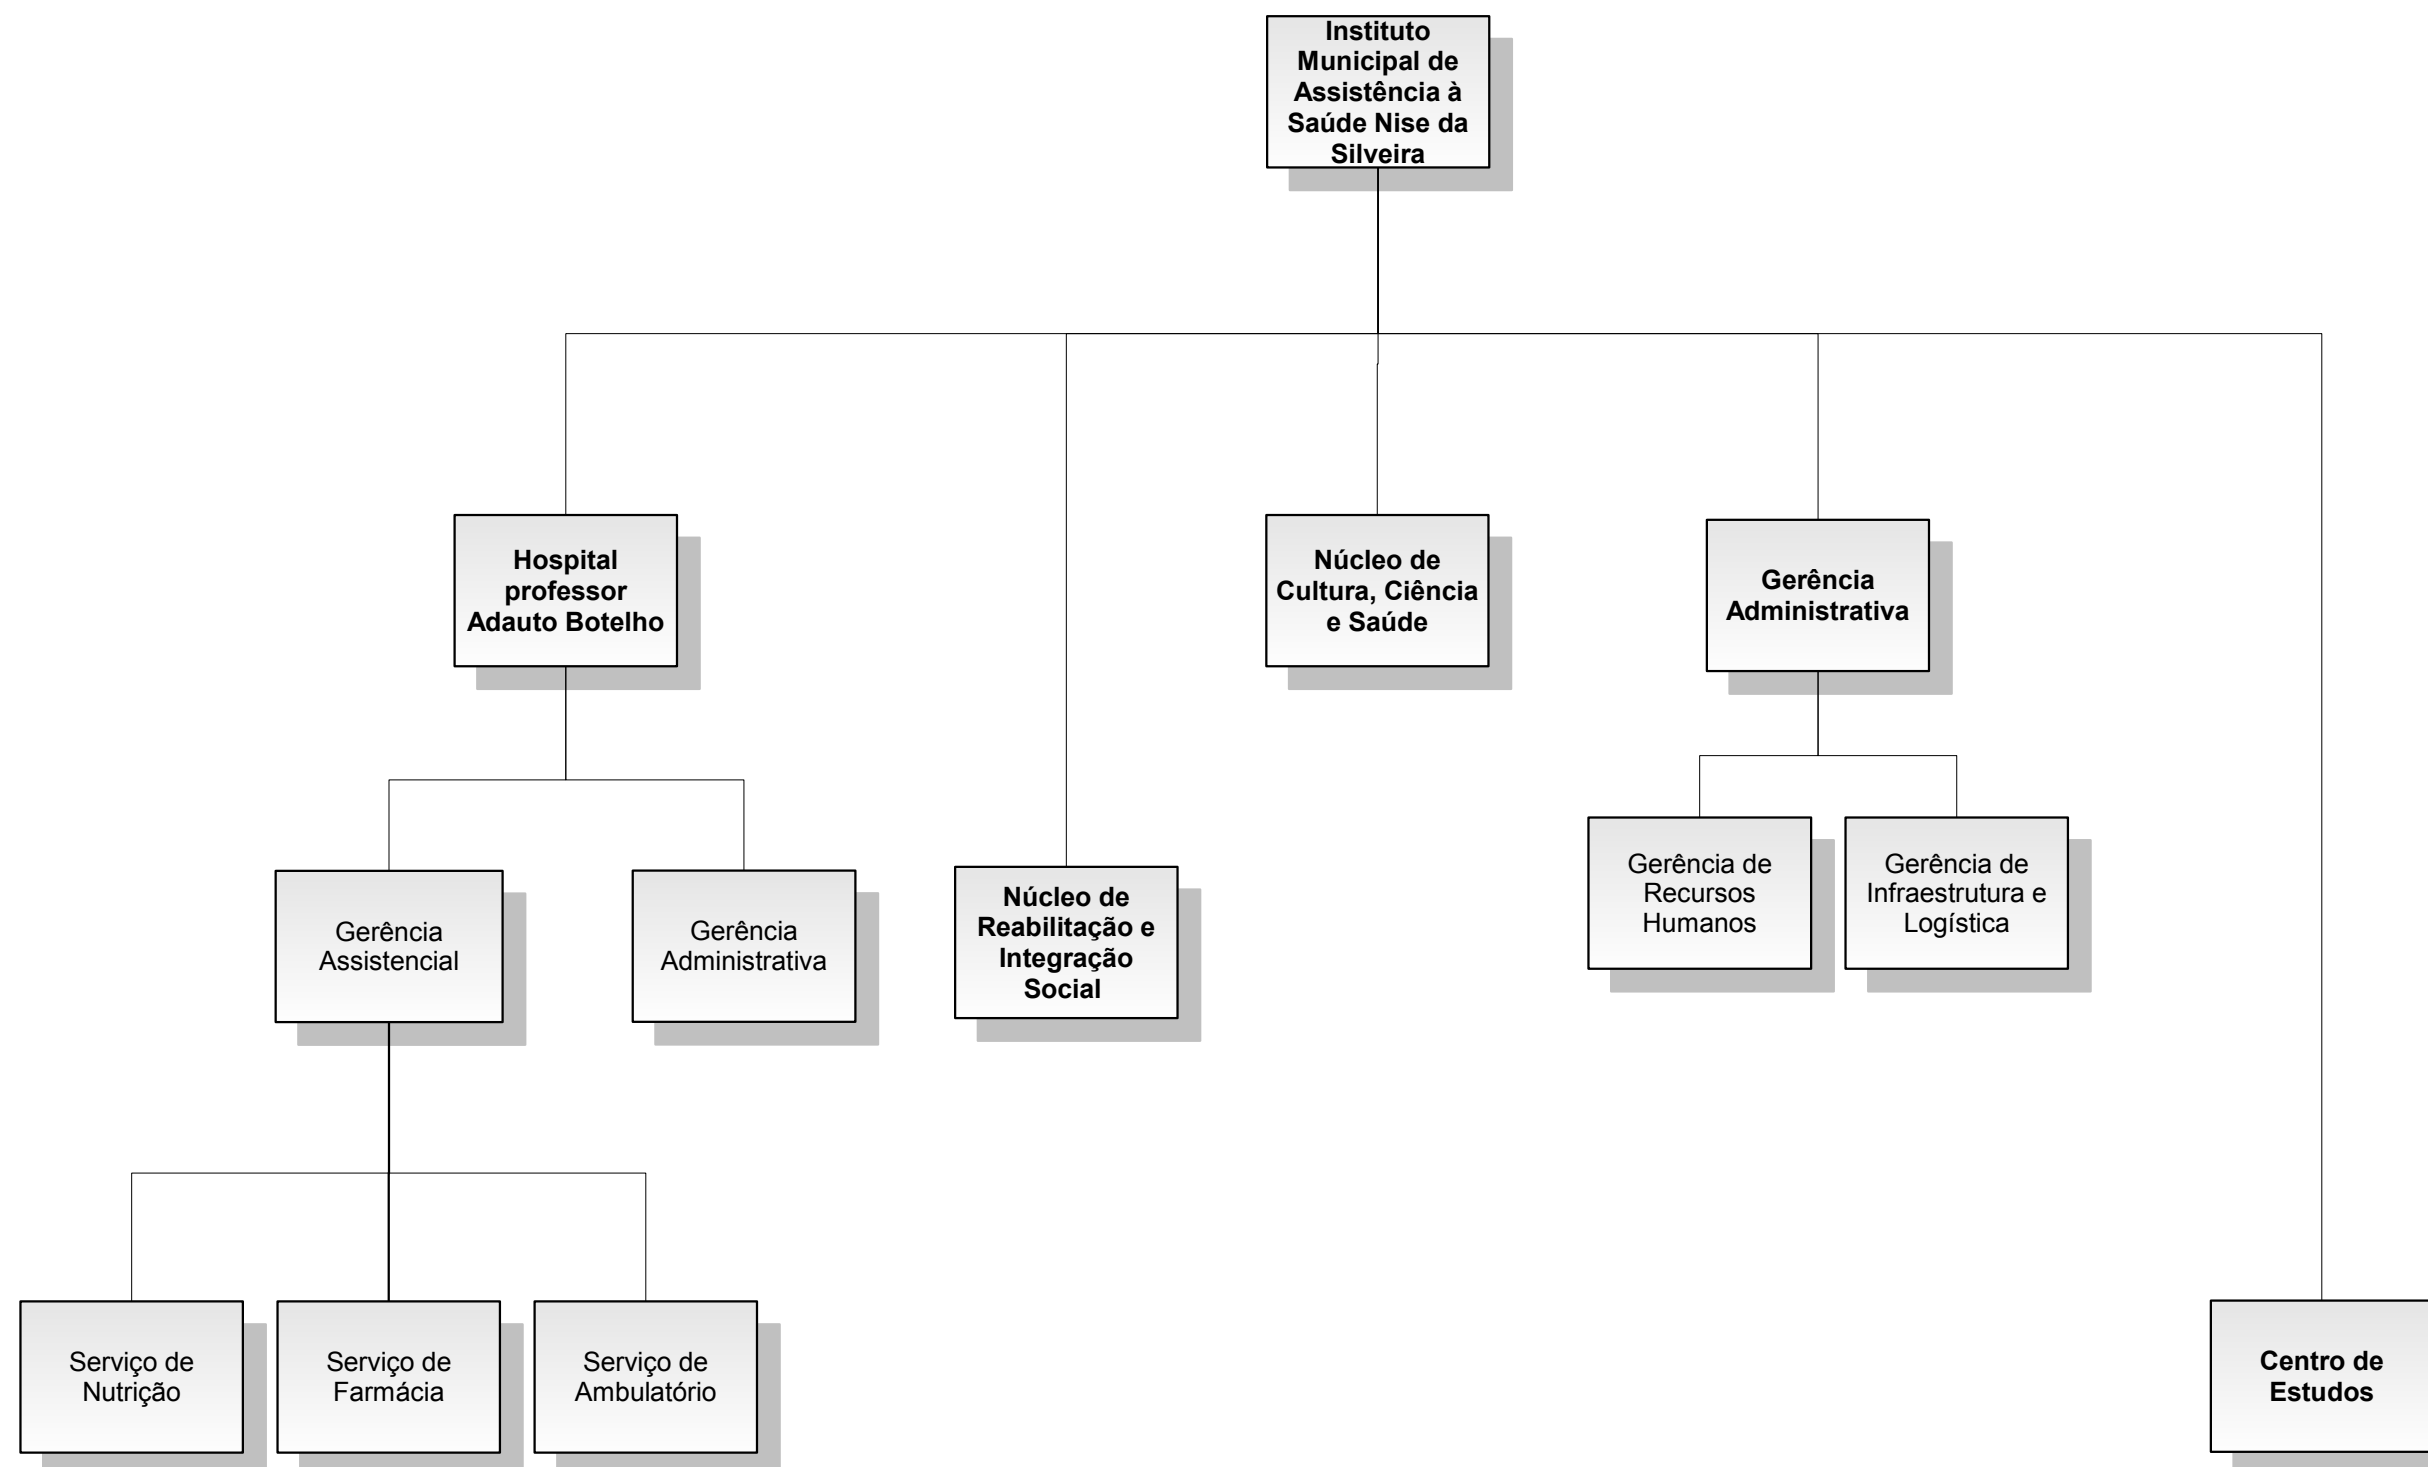 Instituto
Municipal de
Assistência à
Saúde Nise da
Silveira
Hospital
professor
Adauto Botelho
Núcleo de
Cultura, Ciência
e Saúde
Gerência
Administrativa
Gerência
Assistencial
Gerência
Administrativa
Núcleo de
Reabilitação e
Integração
Social
Gerência de
Recursos
Humanos
Gerência de
Infraestrutura e
Logística
Serviço de
Nutrição
Serviço de
Farmácia
Serviço de
Ambulatório
Centro de
Estudos